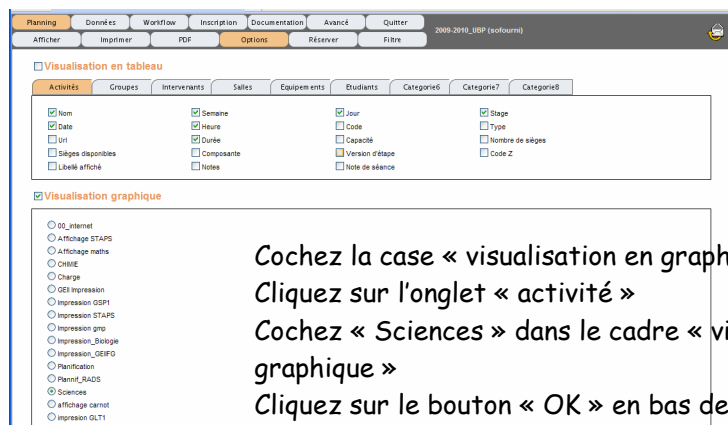 Planning Données Workflow Inscription Documentation Avancé Quitter
2009-2010_UBP (sofourni)
Afficher Imprimer PDF Options Réserver Filtre
Visualisation en tableau
Activités Groupes Intervenants Salles Equipements Etudiants Categorie6 Categorie7 Categorie8
Nom Semaine Jour Stage
Date Heure Code Type
Url Durée Capacité Nombre de sièges
Sièges disponibles Composante Version d'étape Code Z
Libellé affiché Notes Note de séance
Visualisation graphique
00_internet
Affichage STAPS
Affichage maths
CHIMIE
Charge
GEII Impression
Impression GSP1
Impression STAPS
Impression gmp
Impression_Biologie
Impression_GEIIFG
Planification
Plannif_RADS
Sciences
affichage carnot
impresion GLT1
Cochez la case « visualisation en graph
Cliquez sur l'onglet « activité »
Cochez « Sciences » dans le cadre « vi
graphique »
Cliquez sur le bouton « OK » en bas de